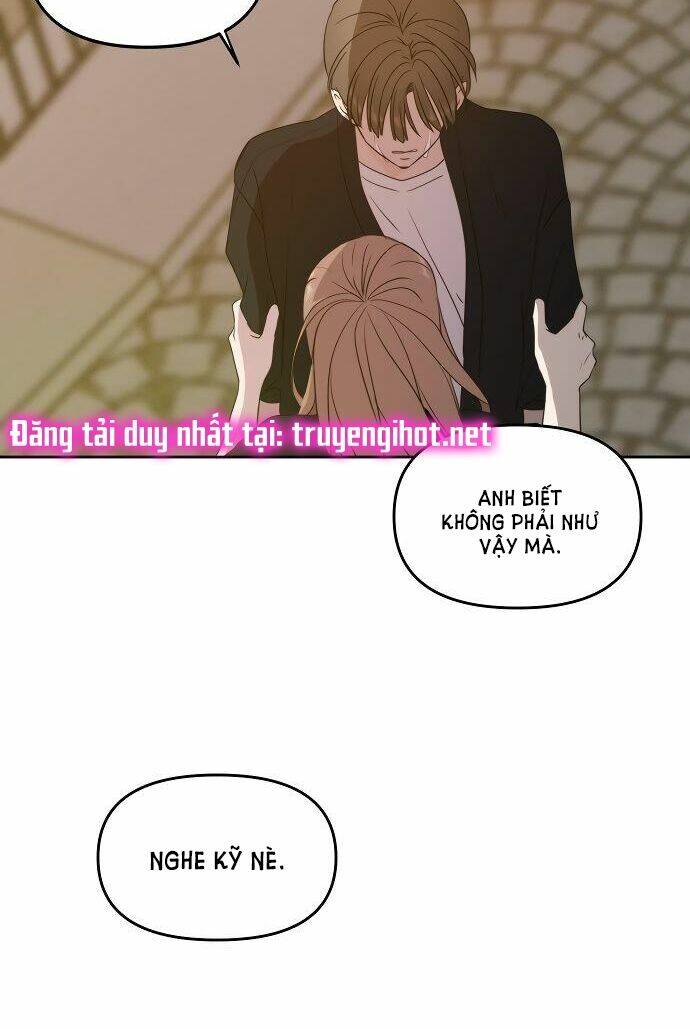 Đăng tải duy nhất tại: truyengihot.net
ANH BIẾT
KHÔNG PHẢI NHƯ
VẬY MÀ.
NGHE KỸ NÈ.